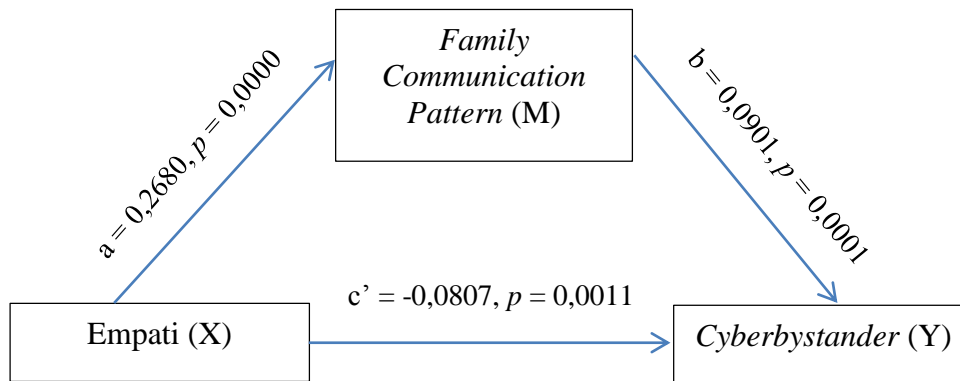 Family
Communication
Pattern (M)
a = 0,2680, p = 0,0000
b = 0,0901, p = 0,0001
c’ = -0,0807, p = 0,0011
Empati (X)
Cyberbystander (Y)